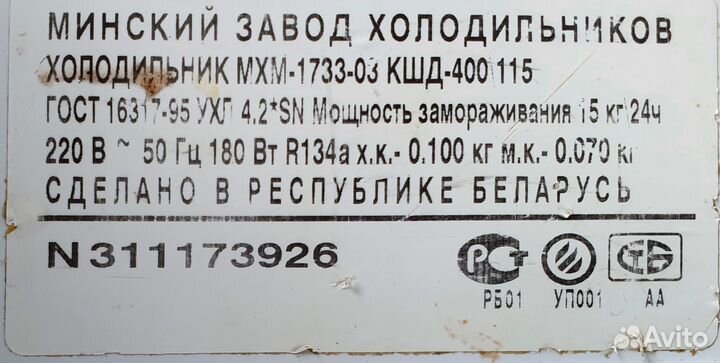 МИНСКИЙ ЗАВОД ХОЛОДИЛЬНИКОВ
ХОЛОДИЛЬНИК МХМ-1733-03 КШД-400\115
ГОСТ 16317-95 УХЛ 4.2*SN Мощность замораживания 15 кг\24ч
220 В ~ 50 Гц 180 Вт R134a х.к.- 0.100 кг м.к.- 0.070 кг
СДЕЛАНО В РЕСПУБЛИКЕ БЕЛАРУСЬ
N 311173926
РБ01 УП001 АА
Avito